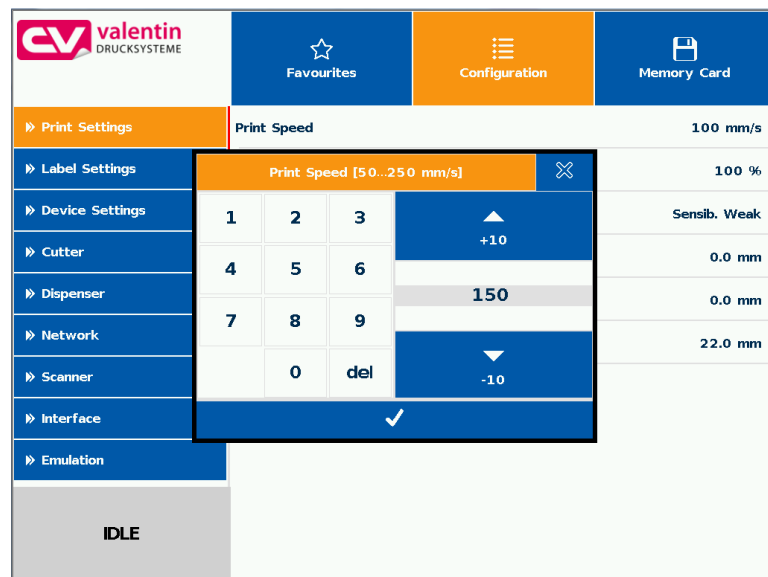 valentin
DRUCKSYSTEME
Favourites
Configuration
Memory Card
Print Settings
Label Settings
Device Settings
Cutter
Dispenser
Network
Scanner
Interface
Emulation
IDLE
Print Speed 100 mm/s
100 %
Sensib. Weak
0.0 mm
0.0 mm
22.0 mm
Print Speed [50...250 mm/s]
1 2 3
4 5 6
7 8 9
0 del
+10
150
-10